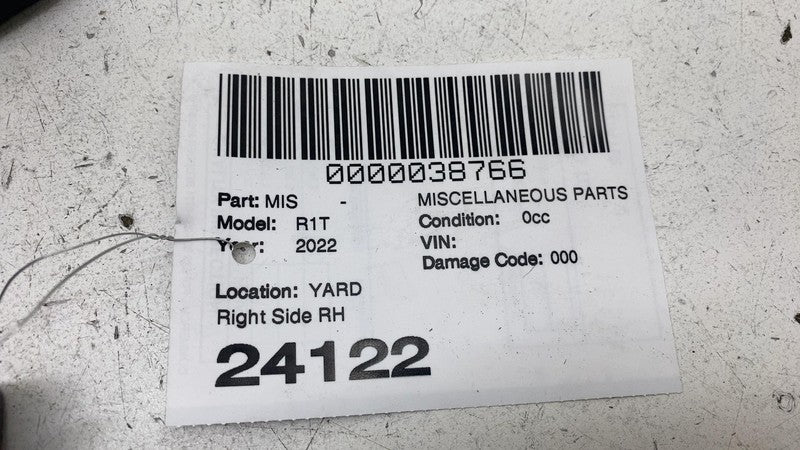 0000038766
Part: MIS - MISCELLANEOUS PARTS
Model: R1T Condition: 0cc
Year: 2022 VIN:
Damage Code: 000
Location: YARD
Right Side RH
24122